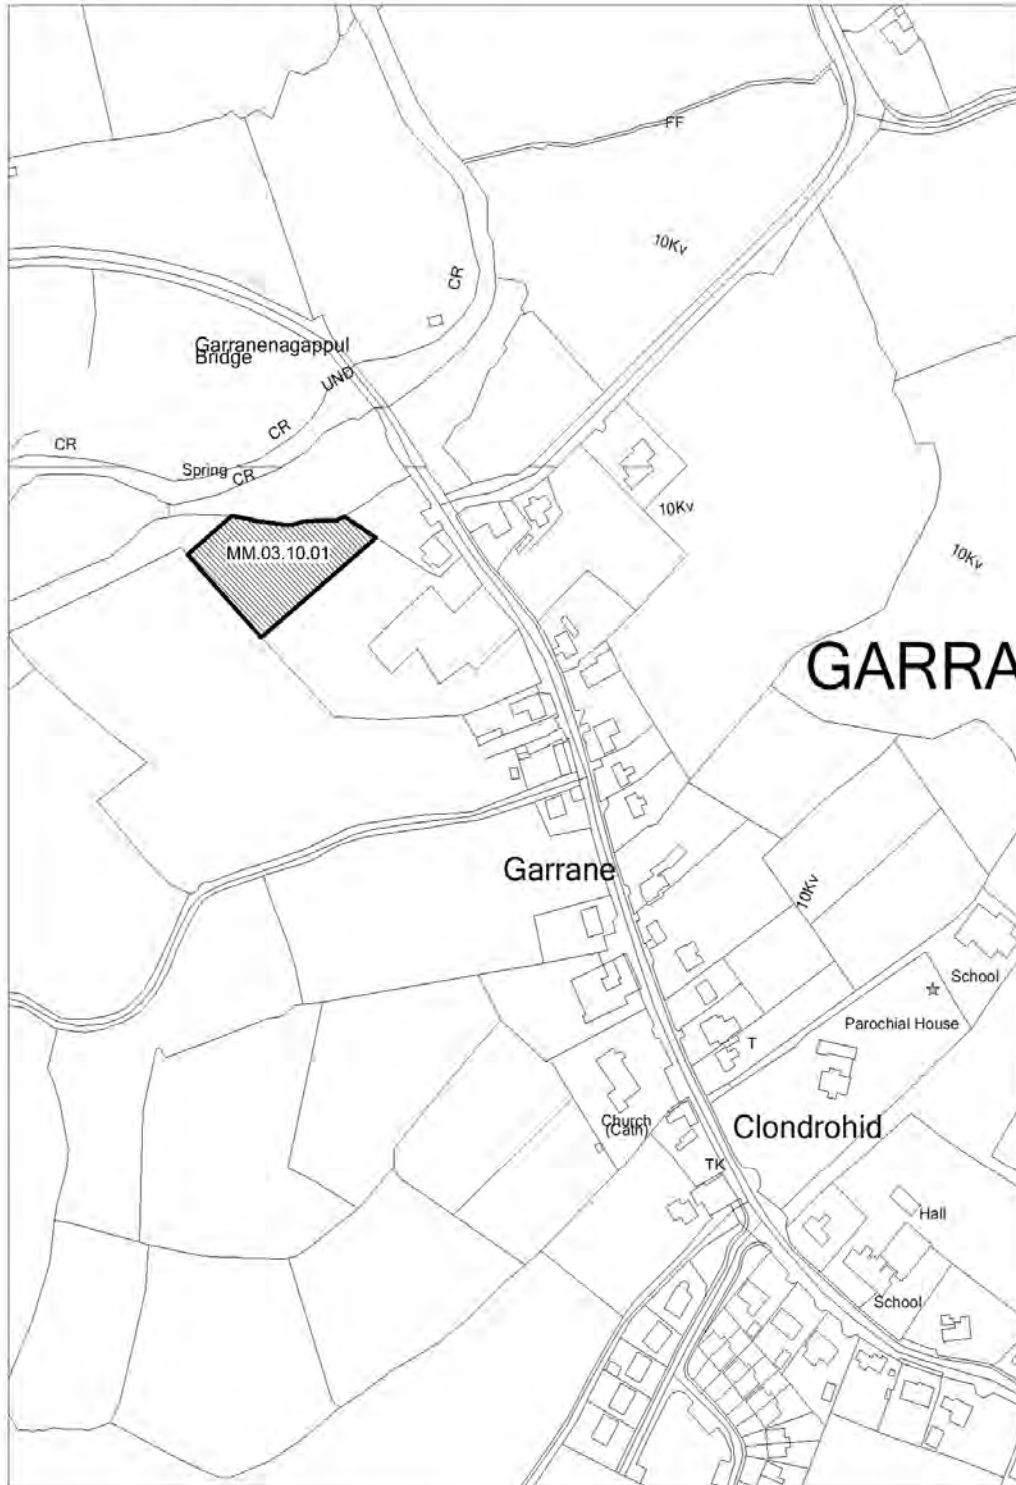 FF
10Kv
CR
Garranenagappul
Bridge
UND
CR
CR
Spring
CR
10Kv
MM.03.10.01
10Kv
GARRA
Garrane
10Kv
School
Parochial House
T
Church
(Cath)
Clondrohid
TK
Hall
School